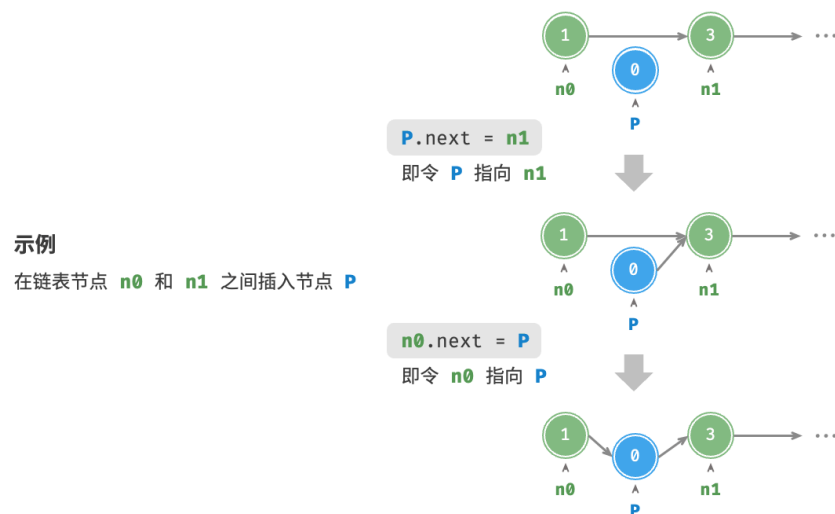 1 3 ...
0
n0 n1
P
P.next = n1
即令 P 指向 n1
1 3 ...
示例
0
在链表节点 n0 和 n1 之间插入节点 P
n0 n1
P
n0.next = P
即令 n0 指向 P
1 3 ...
0
n0 n1
P